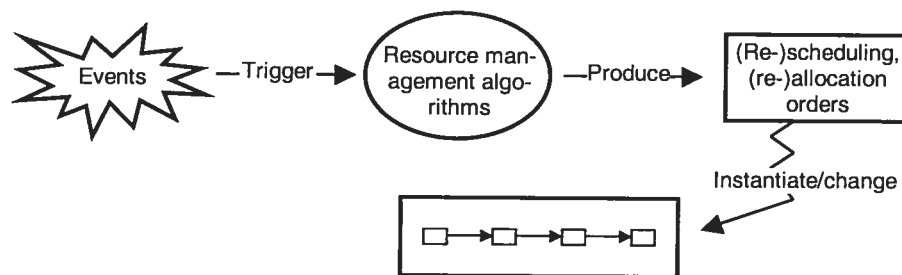 Events
Trigger
Resource man-
agement algo-
rithms
Produce
(Re-)scheduling,
(re-)allocation
orders
Instantiate/change